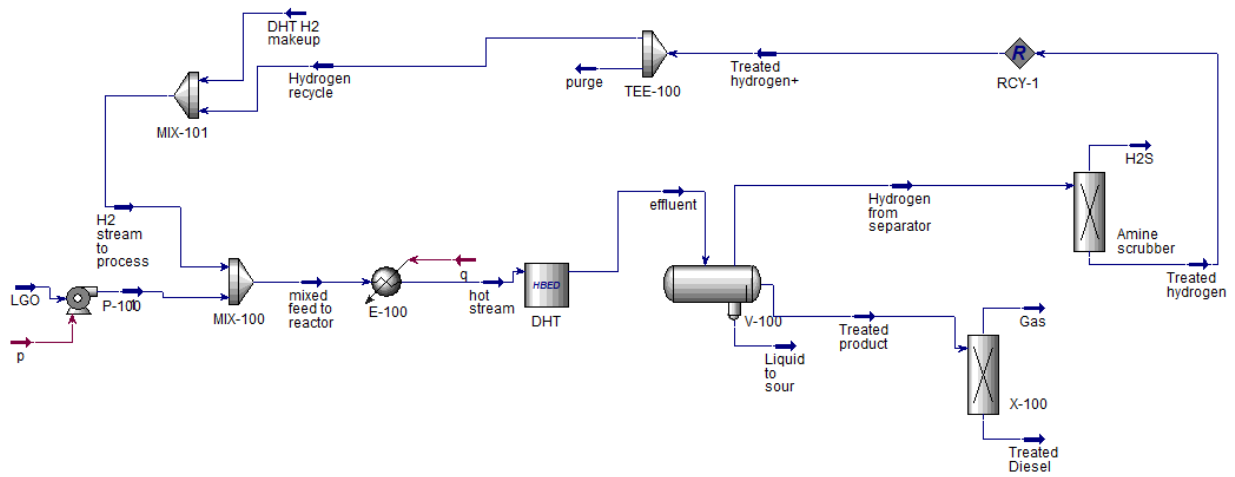 DHT H2
makeup
Hydrogen
recycle
purge
TEE-100
Treated
hydrogen+
R
RCY-1
MIX-101
H2S
effluent
Hydrogen
from
separator
Amine
scrubber
Treated
hydrogen
H2
stream
to
process
LGO
P-100
p
MIX-100
mixed
feed to
reactor
E-100
q
hot
stream
HBED
DHT
V-100
Treated
product
Liquid
to
sour
Gas
X-100
Treated
Diesel